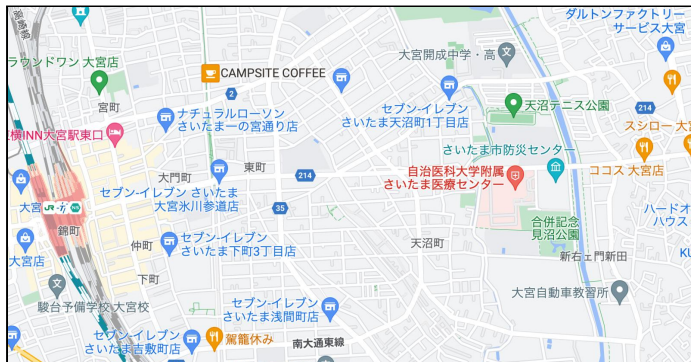 高崎線
ダルトンファクトリー
サービス大宮
ラウンドワン 大宮店
CAMPSITE COFFEE
大宮開成中学・高
宮町
2
ナチュラルローソン
さいたま一の宮通り店
セブン-イレブン
さいたま天沼町1丁目店
天沼テニス公園
214
スシロー 大宮
横INN大宮駅東口
東町
さいたま市防災センター
大門町
214
自治医科大学附属
さいたま医療センター
ココス 大宮店
セブン-イレブン さいたま
大宮氷川参道店
大宮
JR
35
錦町
仲町
セブン-イレブン
さいたま下町3丁目店
天沼町
合併記念
見沼公園
ハードオ
ハウス
大宮店
下町
新右ェ門新田
KU
駿台予備学校 大宮校
大宮自動車教習所
セブン-イレブン
さいたま浅間町店
セブン-イレブン
さいたま吉敷町店
駕籠休み
南大通東線